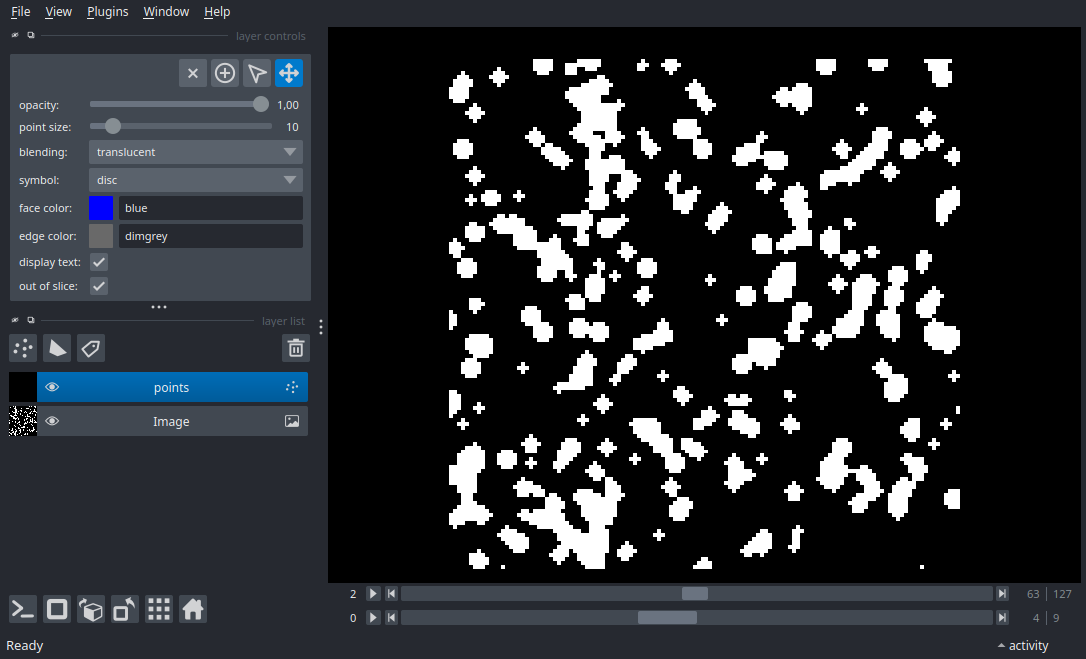 File View Plugins Window Help
layer controls
opacity: 1,00
point size: 10
blending: translucent
symbol: disc
face color: blue
edge color: dimgrey
display text:
out of slice:
layer list
points
Image
2 63 | 127
0 4 | 9
Ready activity